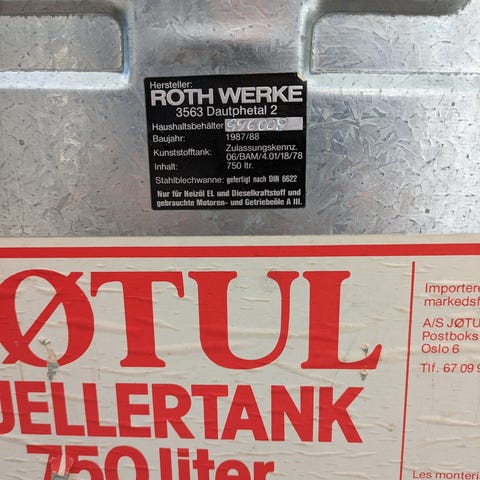 Hersteller:
ROTH WERKE
3563 Dautphetal 2
Haushaltsbehälter
Baujahr: 1987/88
Kunststofftank: Zulassungskennz.
06/BAM/4.01/18/78
Inhalt: 750 ltr.
Stahlblechwanne: gefertigt nach DIN 6622
Nur für Heizöl EL und Dieselkraftstoff und
gebrauchte Motoren- und Getriebeöle A III.
ØTUL
JELLERTANK
750 liter
Importere
markedsf
A/S JØTU
Postboks
Oslo 6
Tlf. 67 09 9
Les monteri